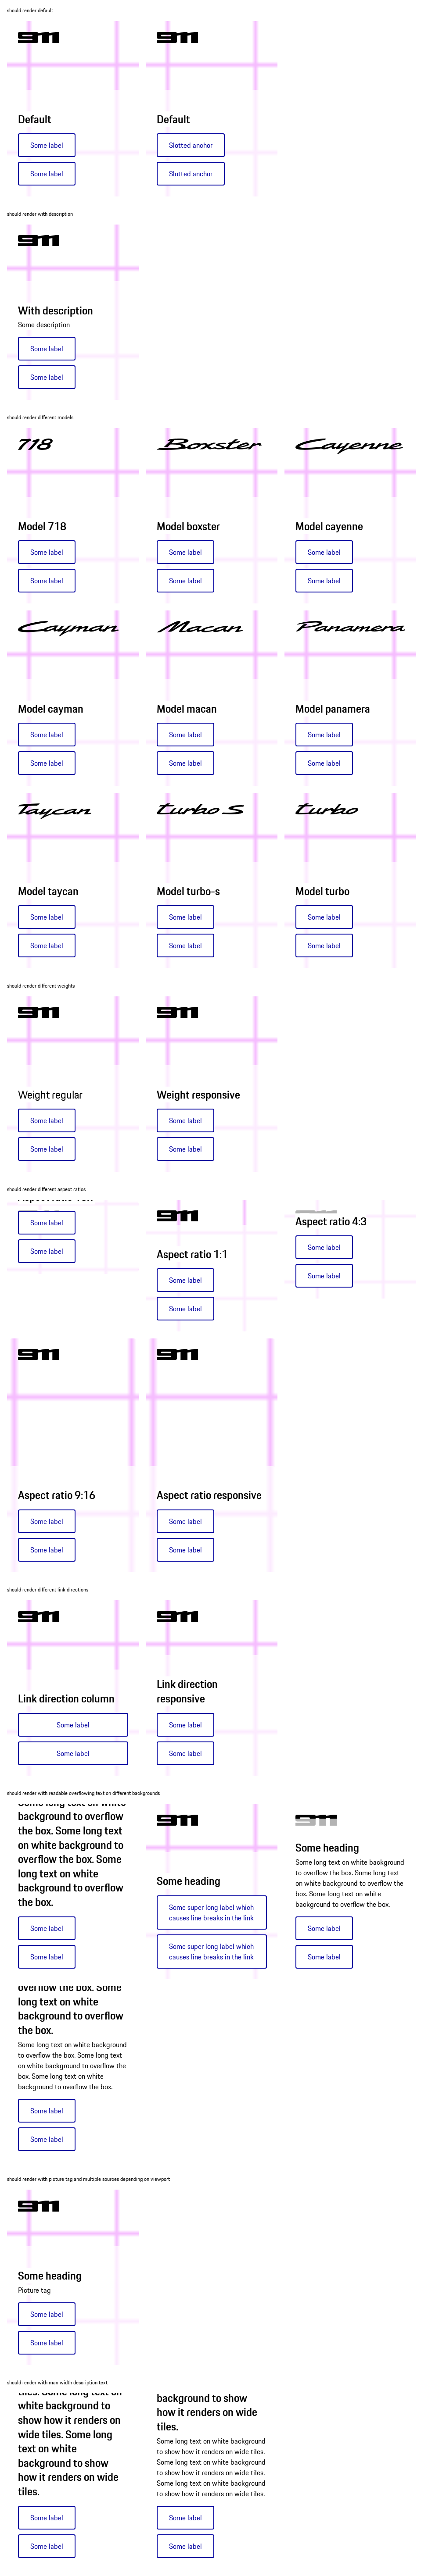 should render default
911 911
Default Default
Some label Slotted anchor
Some label Slotted anchor
should render with description
911
With description
Some description
Some label
Some label
should render different models
718 Boxster Cayenne
Model 718 Model boxster Model cayenne
Some label Some label Some label
Some label Some label Some label
Cayman Macan Panamera
Model cayman Model macan Model panamera
Some label Some label Some label
Some label Some label Some label
Taycan turbo S turbo
Model taycan Model turbo-s Model turbo
Some label Some label Some label
Some label Some label Some label
should render different weights
911 911
Weight regular Weight responsive
Some label Some label
Some label Some label
should render different aspect ratios
Some label
Some label
911
Aspect ratio 1:1
Some label
Some label
Aspect ratio 4:3
Some label
Some label
911 911
Aspect ratio 9:16 Aspect ratio responsive
Some label Some label
Some label Some label
should render different link directions
911
Link direction column
Some label
Some label
911
Link direction
responsive
Some label
Some label
should render with readable overflowing text on different backgrounds
Some long text on white
background to overflow
the box. Some long text
on white background to
overflow the box. Some
long text on white
background to overflow
the box.
Some label
Some label
911
Some heading
Some super long label which
causes line breaks in the link
Some super long label which
causes line breaks in the link
911
Some heading
Some long text on white background
to overflow the box. Some long text
on white background to overflow the
box. Some long text on white
background to overflow the box.
Some label
Some label
overflow the box. Some
long text on white
background to overflow
the box.
Some long text on white background
to overflow the box. Some long text
on white background to overflow the
box. Some long text on white
background to overflow the box.
Some label
Some label
should render with picture tag and multiple sources depending on viewport
911
Some heading
Picture tag
Some label
Some label
should render with max width description text
tiles. Some long text on
white background to
show how it renders on
wide tiles. Some long
text on white
background to show
how it renders on wide
tiles.
Some label
Some label
background to show
how it renders on wide
tiles.
Some long text on white background
to show how it renders on wide tiles.
Some long text on white background
to show how it renders on wide tiles.
Some long text on white background
to show how it renders on wide tiles.
Some label
Some label